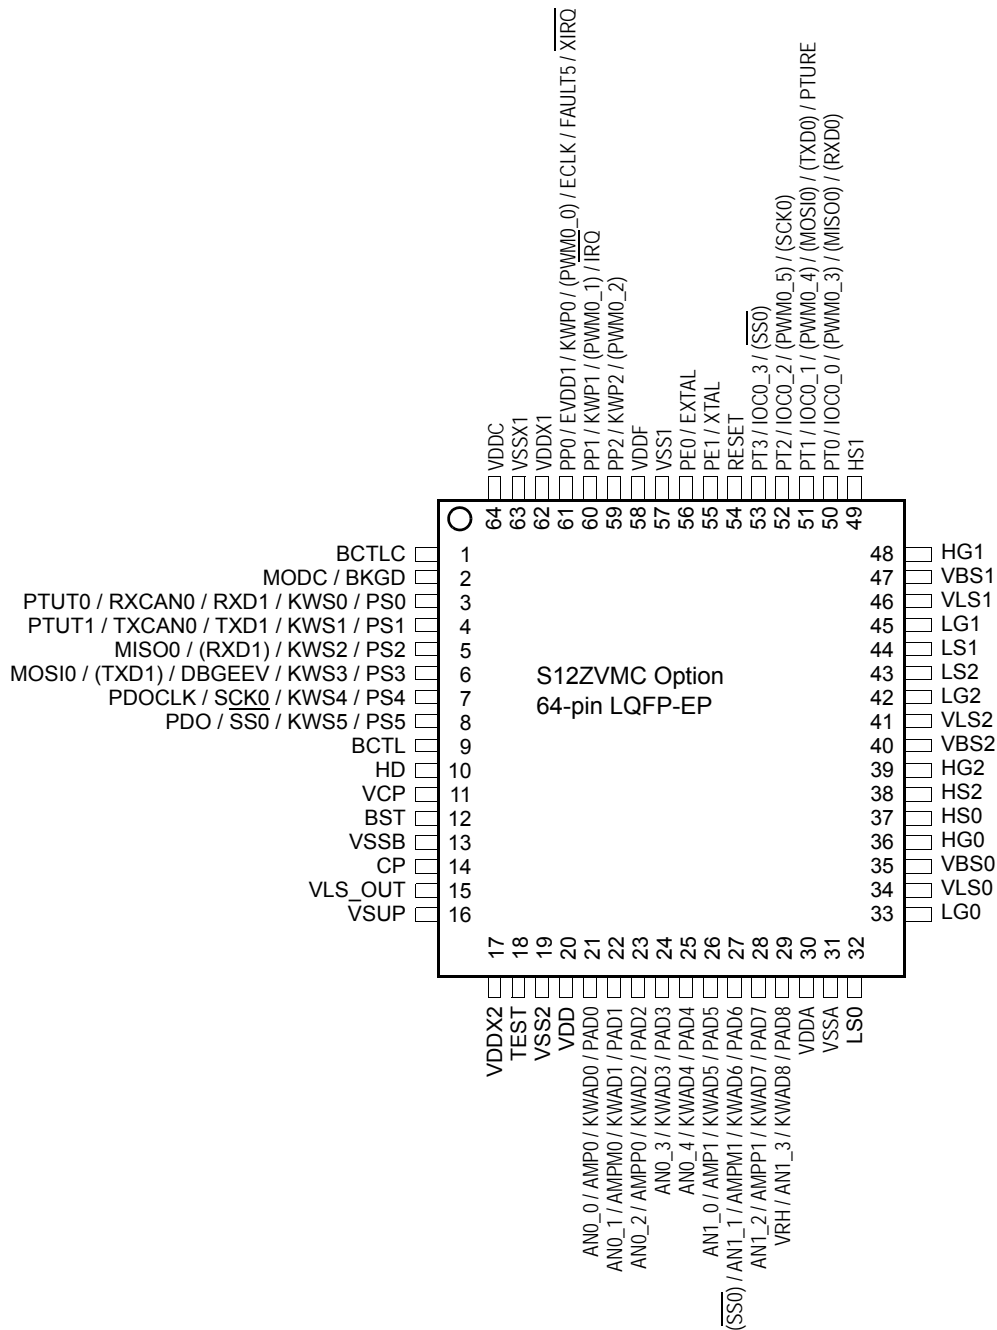 VDDC
VSSX1
VDDX1
PP0 / EVDD1 / KWP0 / (PWM0_0) / ECLK / FAULT5 / XIRQ
PP1 / KWP1 / (PWM0_1) / IRQ
PP2 / KWP2 / (PWM0_2)
VDDF
VSS1
PE0 / EXTAL
PE1 / XTAL
RESET
PT3 / IOC0_3 / (SS0)
PT2 / IOC0_2 / (PWM0_5) / (SCK0)
PT1 / IOC0_1 / (PWM0_4) / (MOSI0) / (TXD0) / PTURE
PT0 / IOC0_0 / (PWM0_3) / (MISO0) / (RXD0)
HS1
64
63
62
61
60
59
58
57
56
55
54
53
52
51
50
49
BCTLC 1
MODC / BKGD 2
PTUT0 / RXCAN0 / RXD1 / KWS0 / PS0 3
PTUT1 / TXCAN0 / TXD1 / KWS1 / PS1 4
MISO0 / (RXD1) / KWS2 / PS2 5
MOSI0 / (TXD1) / DBGEEV / KWS3 / PS3 6
PDOCLK / SCK0 / KWS4 / PS4 7
PDO / SS0 / KWS5 / PS5 8
BCTL 9
HD 10
VCP 11
BST 12
VSSB 13
CP 14
VLS_OUT 15
VSUP 16
S12ZVMC Option
64-pin LQFP-EP
48 HG1
47 VBS1
46 VLS1
45 LG1
44 LS1
43 LS2
42 LG2
41 VLS2
40 VBS2
39 HG2
38 HS2
37 HS0
36 HG0
35 VBS0
34 VLS0
33 LG0
17
18
19
20
21
22
23
24
25
26
27
28
29
30
31
32
VDDX2
TEST
VSS2
VDD
AN0_0 / AMP0 / KWAD0 / PAD0
AN0_1 / AMPM0 / KWAD1 / PAD1
AN0_2 / AMPP0 / KWAD2 / PAD2
AN0_3 / KWAD3 / PAD3
AN0_4 / KWAD4 / PAD4
AN1_0 / AMP1 / KWAD5 / PAD5
(SS0) / AN1_1 / AMPM1 / KWAD6 / PAD6
AN1_2 / AMPP1 / KWAD7 / PAD7
VRH / AN1_3 / KWAD8 / PAD8
VDDA
VSSA
LS0